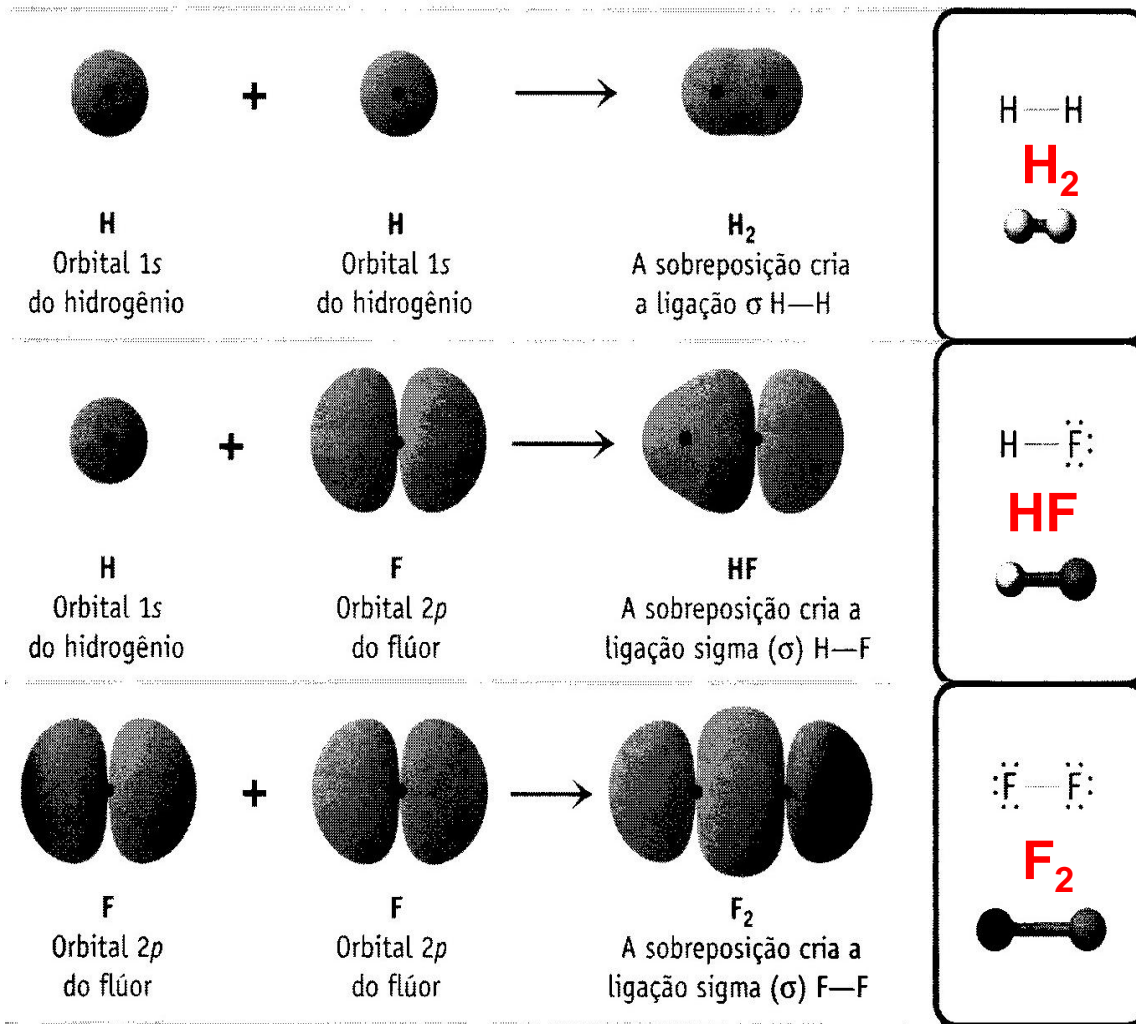 +
H
Orbital 1s
do hidrogênio
H
Orbital 1s
do hidrogênio
H₂
A sobreposição cria
a ligação σ H—H
H—H
H₂
+
H
Orbital 1s
do hidrogênio
F
Orbital 2p
do flúor
HF
A sobreposição cria a
ligação sigma (σ) H—F
H—F:
HF
+
F
Orbital 2p
do flúor
F
Orbital 2p
do flúor
F₂
A sobreposição cria a
ligação sigma (σ) F—F
:F—F:
F₂